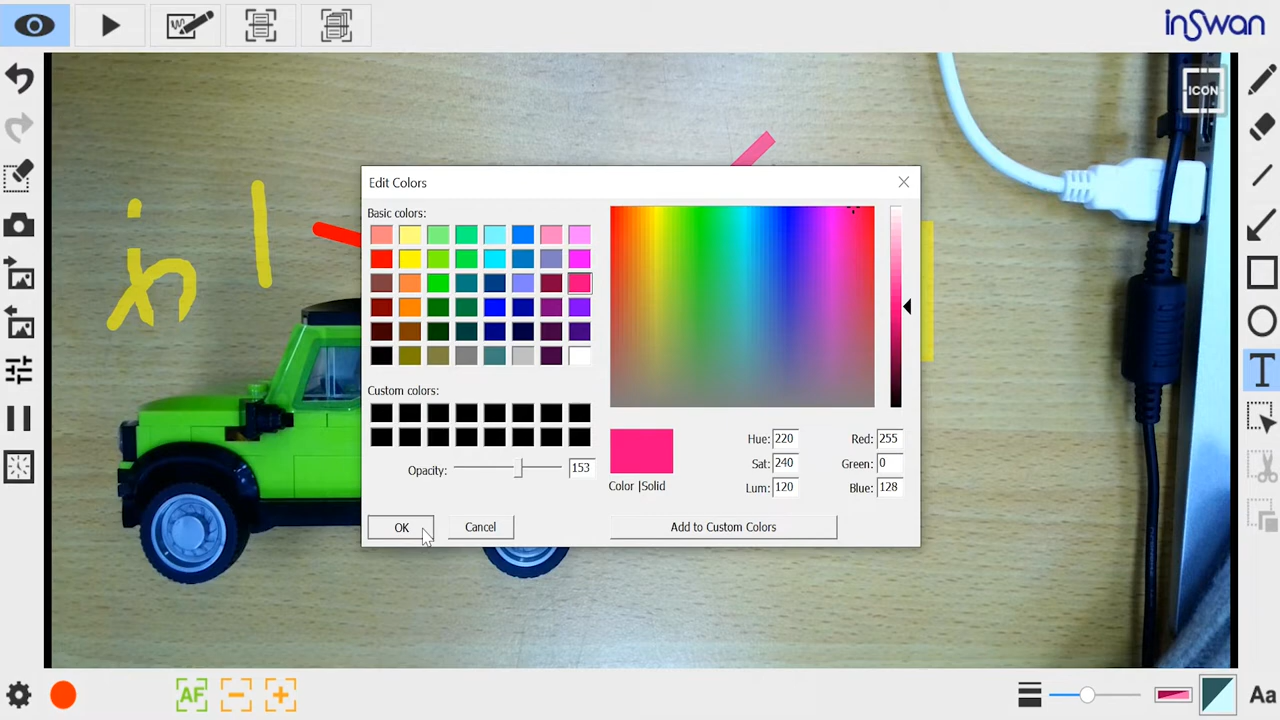 inSwan
ICON
Edit Colors
Basic colors:
Custom colors:
Opacity: 153
Color |Solid
Hue: 220
Sat: 240
Lum: 120
Red: 255
Green: 0
Blue: 128
OK
Cancel
Add to Custom Colors
T
AF
Aa